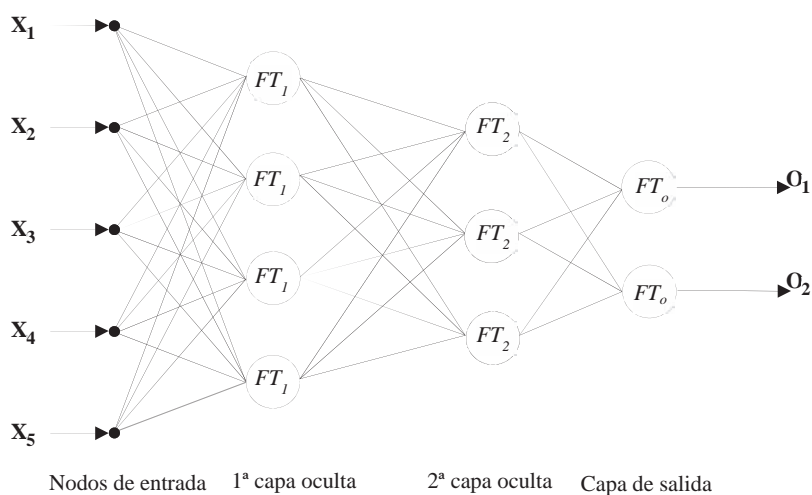 X1
X2
X3
X4
X5
FT1
FT1
FT1
FT1
FT2
FT2
FT2
FTo
FTo
O1
O2
Nodos de entrada 1ª capa oculta 2ª capa oculta Capa de salida